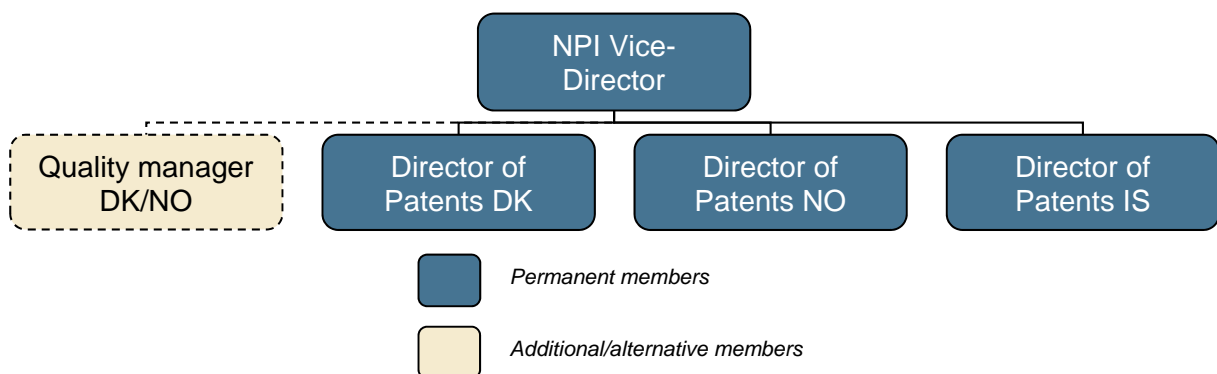 NPI Vice-
Director
Quality manager
DK/NO
Director of
Patents DK
Director of
Patents NO
Director of
Patents IS
Permanent members
Additional/alternative members